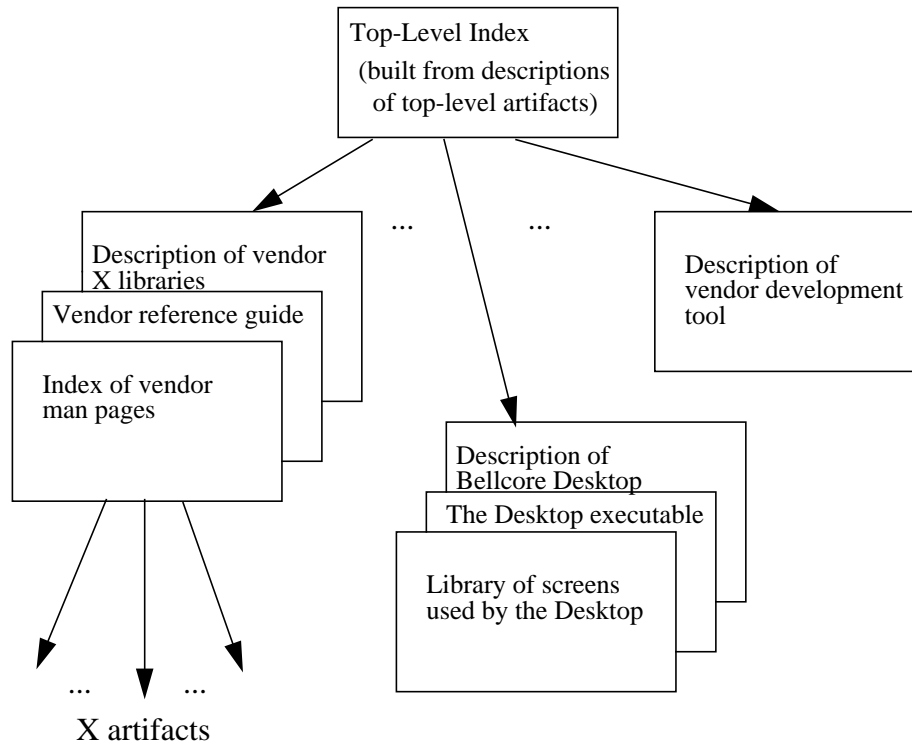 Top-Level Index
(built from descriptions
of top-level artifacts)
... ...
Description of vendor
X libraries
Vendor reference guide
Index of vendor
man pages
Description of
vendor development
tool
Description of
Bellcore Desktop
The Desktop executable
Library of screens
used by the Desktop
... ...
X artifacts